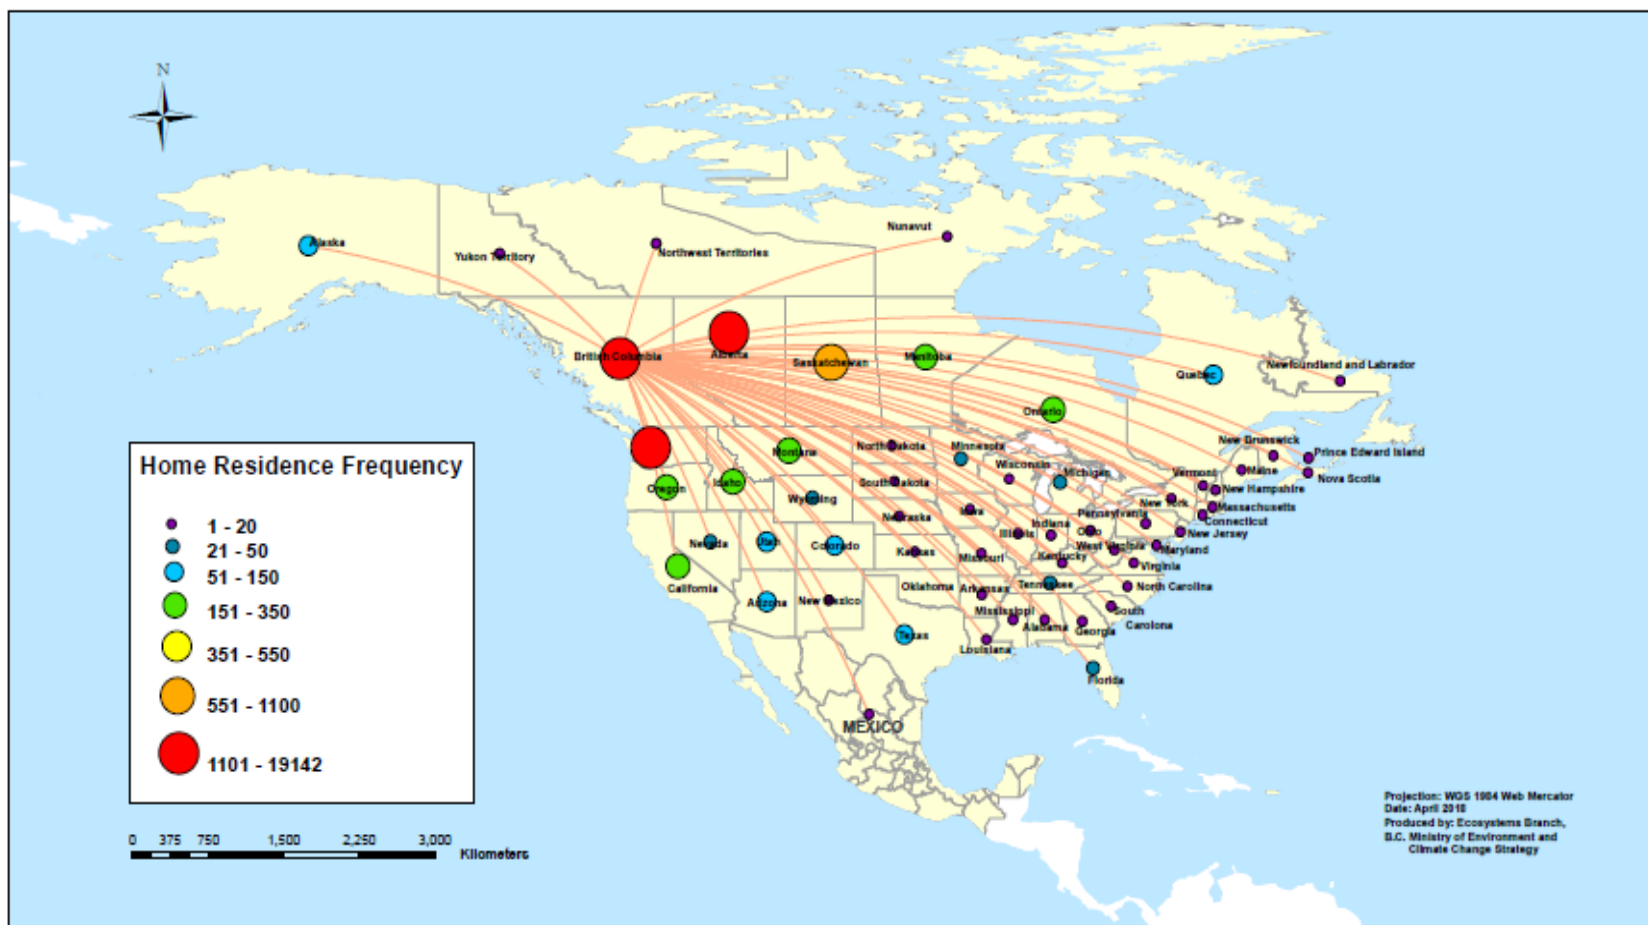 N
Nunavut
Alaska
Yukon Territory
Northwest Territories
British Columbia
Alberta
Saskatchewan
Manitoba
Quebec
Newfoundland and Labrador
Ontario
New Brunswick
Prince Edward Island
Nova Scotia
Montana
North Dakota
Minnesota
Wisconsin
Michigan
Vermont
Maine
Oregon
Idaho
Wyoming
South Dakota
New York
New Hampshire
Massachusetts
Connecticut
Nebraska
Iowa
Pennsylvania
Indiana
Illinois
Ohio
New Jersey
Nevada
Utah
Colorado
Kansas
Missouri
Kentucky
West Virginia
Maryland
Virginia
California
Arizona
New Mexico
Oklahoma
Arkansas
Tennessee
North Carolina
Mississippi
Alabama
Georgia
South
Carolona
Texas
Louisiana
Florida
MEXICO
Home Residence Frequency
1 - 20
21 - 50
51 - 150
151 - 350
351 - 550
551 - 1100
1101 - 19142
0 375 750 1,500 2,250 3,000
Kilometers
Projection: WGS 1984 Web Mercator
Date: April 2018
Produced by: Ecosystems Branch,
B.C. Ministry of Environment and
Climate Change Strategy